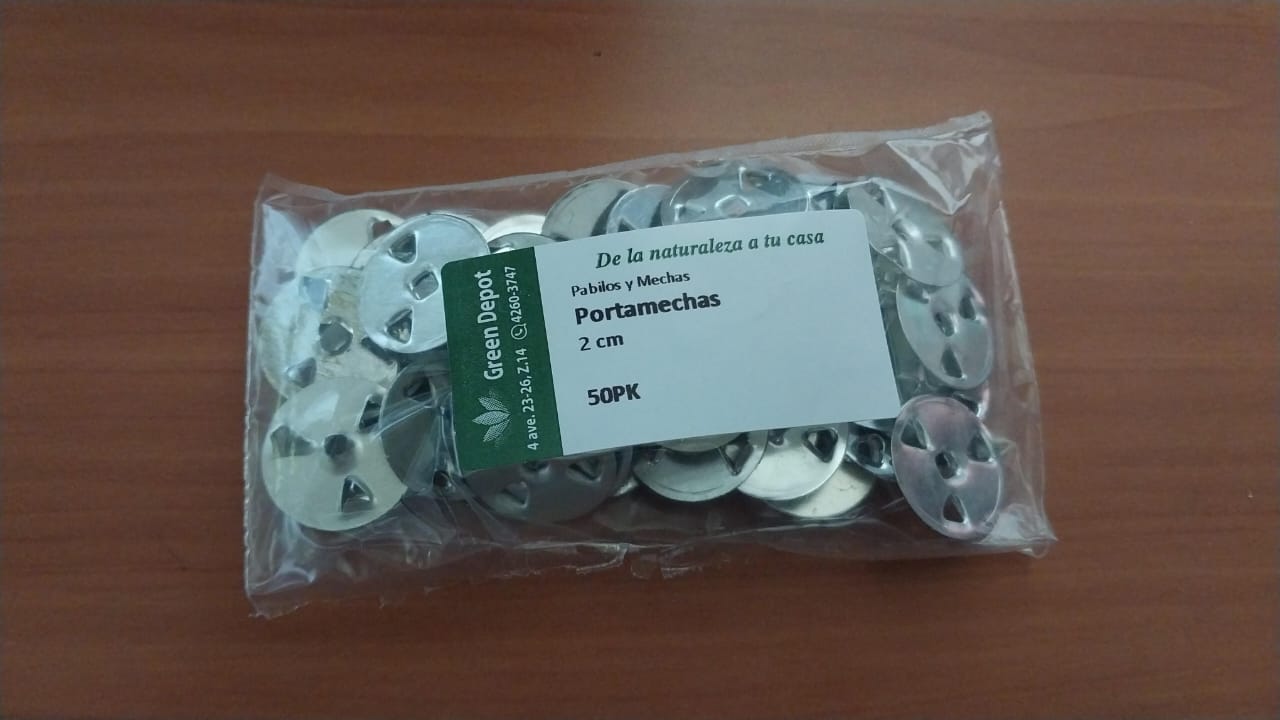 De la naturaleza a tu casa
Pabilos y Mechas
Portamechas
2 cm
50PK
Green Depot
4 ave. 23-26, Z.14 4260-3747